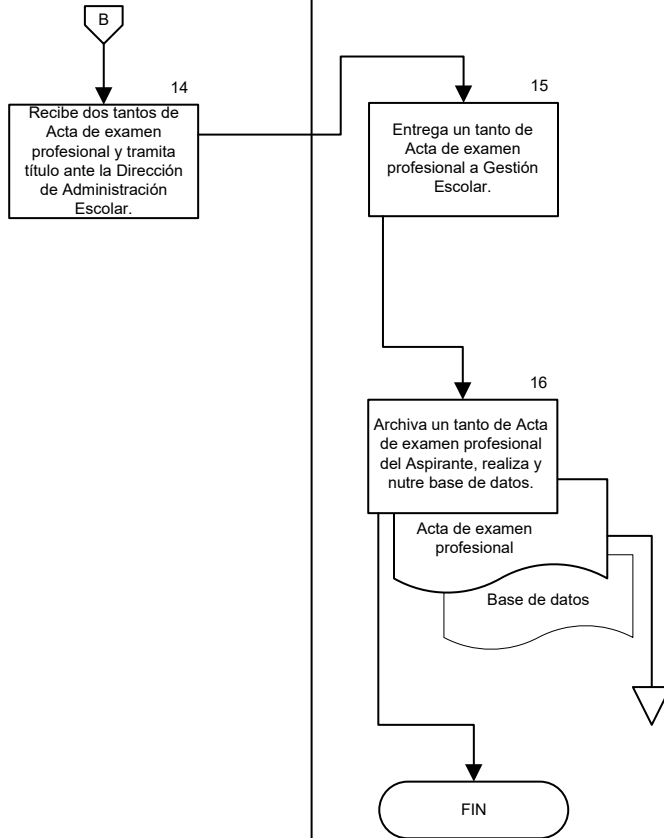 B
14
Recibe dos tantos de
Acta de examen
profesional y tramita
título ante la Dirección
de Administración
Escolar.
15
Entrega un tanto de
Acta de examen
profesional a Gestión
Escolar.
16
Archiva un tanto de Acta
de examen profesional
del Aspirante, realiza y
nutre base de datos.
Acta de examen
profesional
Base de datos
FIN